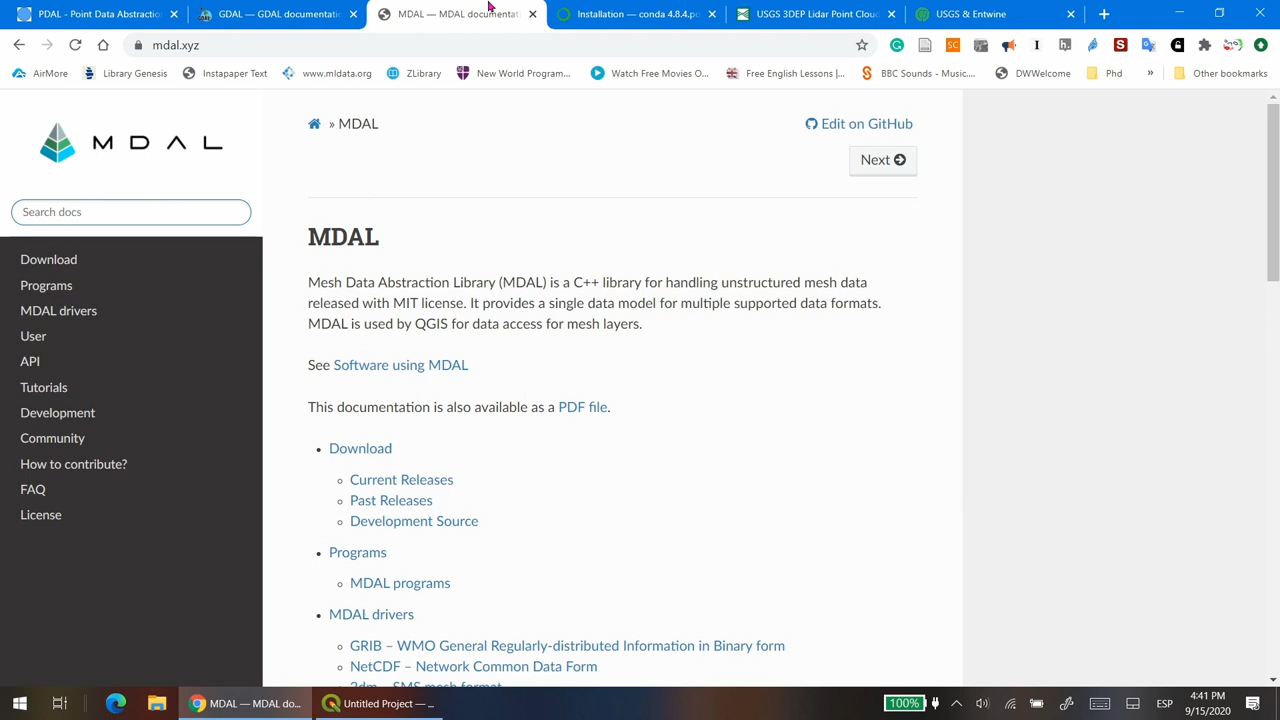 PDAL - Point Data Abstractio
GDAL — GDAL documentatio
MDAL — MDAL documentat
Installation — conda 4.8.4.po
USGS 3DEP Lidar Point Cloud
USGS & Entwine
mdal.xyz
AirMore
Library Genesis
Instapaper Text
www.mldata.org
ZLibrary
New World Program...
Watch Free Movies O...
Free English Lessons |...
BBC Sounds - Music....
DWWelcome
Phd
»
Other bookmarks
MDAL
» MDAL
Edit on GitHub
Next
Search docs
Download
Programs
MDAL drivers
User
API
Tutorials
Development
Community
How to contribute?
FAQ
License
MDAL
Mesh Data Abstraction Library (MDAL) is a C++ library for handling unstructured mesh data
released with MIT license. It provides a single data model for multiple supported data formats.
MDAL is used by QGIS for data access for mesh layers.
See Software using MDAL
This documentation is also available as a PDF file.
Download
Current Releases
Past Releases
Development Source
Programs
MDAL programs
MDAL drivers
GRIB – WMO General Regularly-distributed Information in Binary form
NetCDF – Network Common Data Form
2dm – SMS mesh format
MDAL — MDAL do...
Untitled Project — ...
100%
ESP
4:41 PM
9/15/2020